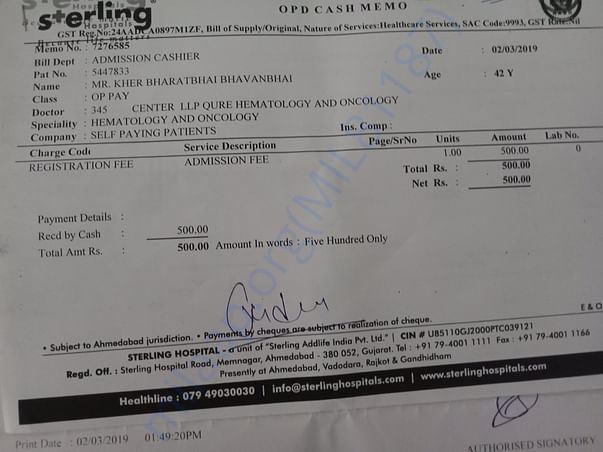 OPD CASH MEMO
sterling
Hospitals
because life matters
GST Reg.No:24AADCA0897M1ZF, Bill of Supply/Original, Nature of Services:Healthcare Services, SAC Code:9993, GST Rate:Nil
Memo No. : 7276585
Date : 02/03/2019
Bill Dept : ADMISSION CASHIER
Pat No. : 5447833
Age : 42 Y
Name : MR. KHER BHARATBHAI BHAVANBHAI
Class : OP PAY
Doctor : 345 CENTER LLP QURE HEMATOLOGY AND ONCOLOGY
Speciality : HEMATOLOGY AND ONCOLOGY
Company : SELF PAYING PATIENTS Ins. Comp :
Charge Code Service Description Page/SrNo Units Amount Lab No.
REGISTRATION FEE ADMISSION FEE 1.00 500.00 0
Total Rs. : 500.00
Net Rs. : 500.00
Payment Details :
Recd by Cash : 500.00
Total Amt Rs. : 500.00 Amount In words : Five Hundred Only
E & O
• Subject to Ahmedabad jurisdiction. • Payments by cheques are subject to realization of cheque.
STERLING HOSPITAL - a unit of "Sterling Addlife India Pvt. Ltd." | CIN # U85110GJ2000PTC039121
Regd. Off. : Sterling Hospital Road, Memnagar, Ahmedabad - 380 052, Gujarat. Tel : +91 79-4001 1111 Fax : +91 79-4001 1166
Presently at Ahmedabad, Vadodara, Rajkot & Gandhidham
Healthline : 079 49030030 | info@sterlinghospitals.com | www.sterlinghospitals.com
Print Date : 02/03/2019 01:49:20PM
AUTHORISED SIGNATORY